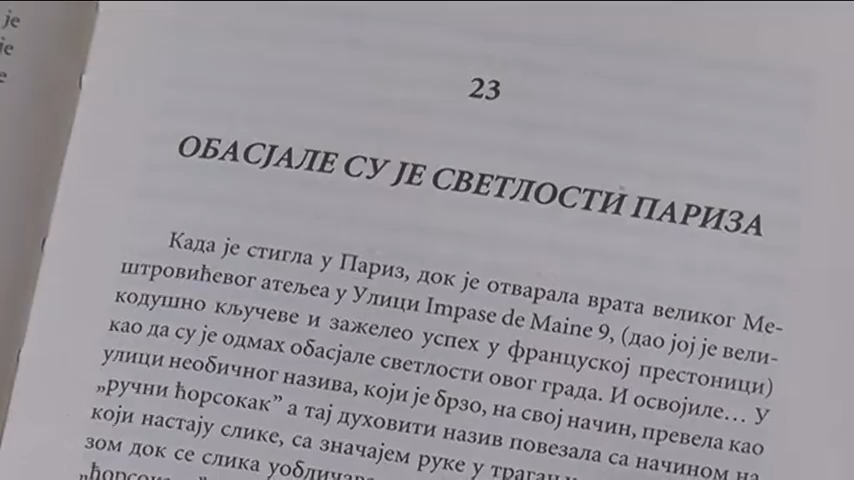 је
је
23
ОБАСЈАЛЕ СУ ЈЕ СВЕТЛОСТИ ПАРИЗА
Када је стигла у Париз, док је отварала врата великог Ме-
штровићевог атељеа у Улици Impase de Maine 9, (дао јој је вели-
кодушно кључеве и зажелео успех у француској престоници)
као да су је одмах обасјале светлости овог града. И освојиле... У
улици необичног назива, који је брзо, на свој начин, превела као
„ручни ћорсокак” а тај духовити назив повезала са начином на
који настају слике, са значајем руке у
зом док се слика